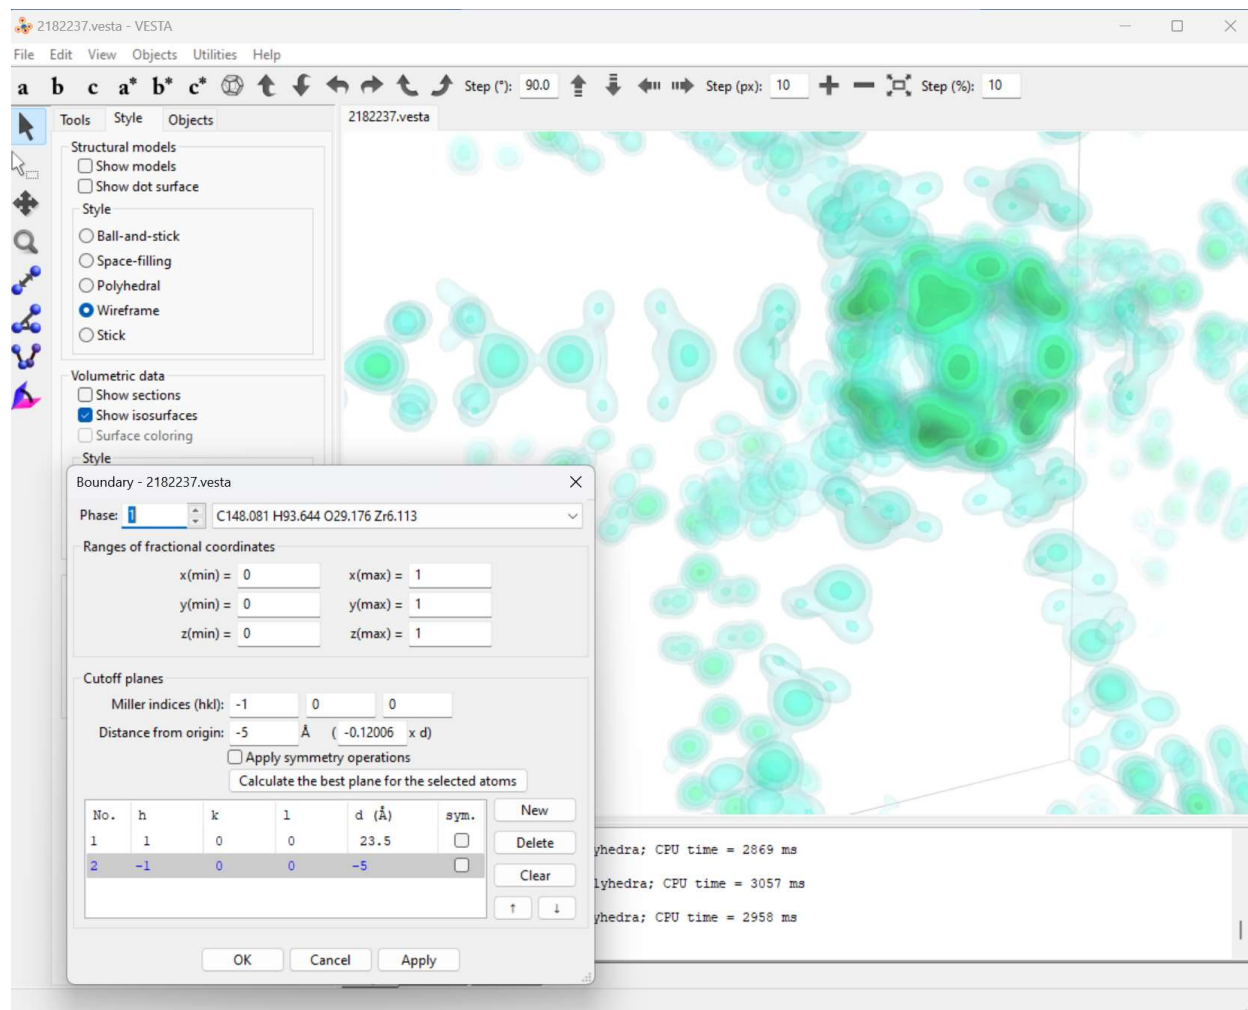 2182237.vesta - VESTA
File Edit View Objects Utilities Help
a b c a* b* c* Step (°): 90.0 Step (px): 10 Step (%): 10
Tools Style Objects
2182237.vesta
Structural models
Show models
Show dot surface
Style
Ball-and-stick
Space-filling
Polyhedral
Wireframe
Stick
Volumetric data
Show sections
Show isosurfaces
Surface coloring
Style
Boundary - 2182237.vesta
Phase: 1 C148.081 H93.644 O29.176 Zr6.113
Ranges of fractional coordinates
x(min) = 0 x(max) = 1
y(min) = 0 y(max) = 1
z(min) = 0 z(max) = 1
Cutoff planes
Miller indices (hkl): -1 0 0
Distance from origin: -5 Å ( -0.12006 x d)
Apply symmetry operations
Calculate the best plane for the selected atoms
No. h k l d (Å) sym.
1 1 0 0 23.5
2 -1 0 0 -5
New
Delete
Clear
↑ ↓
OK Cancel Apply
yhedra; CPU time = 2869 ms
lyhedra; CPU time = 3057 ms
yhedra; CPU time = 2958 ms